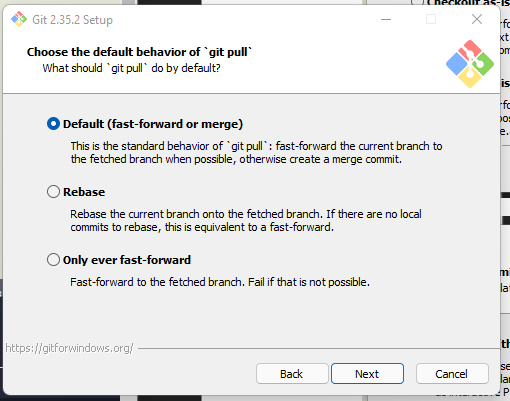 Git 2.35.2 Setup
Choose the default behavior of `git pull`
What should `git pull` do by default?
Default (fast-forward or merge)
This is the standard behavior of `git pull`: fast-forward the current branch to
the fetched branch when possible, otherwise create a merge commit.
Rebase
Rebase the current branch onto the fetched branch. If there are no local
commits to rebase, this is equivalent to a fast-forward.
Only ever fast-forward
Fast-forward to the fetched branch. Fail if that is not possible.
https://gitforwindows.org/
Back
Next
Cancel